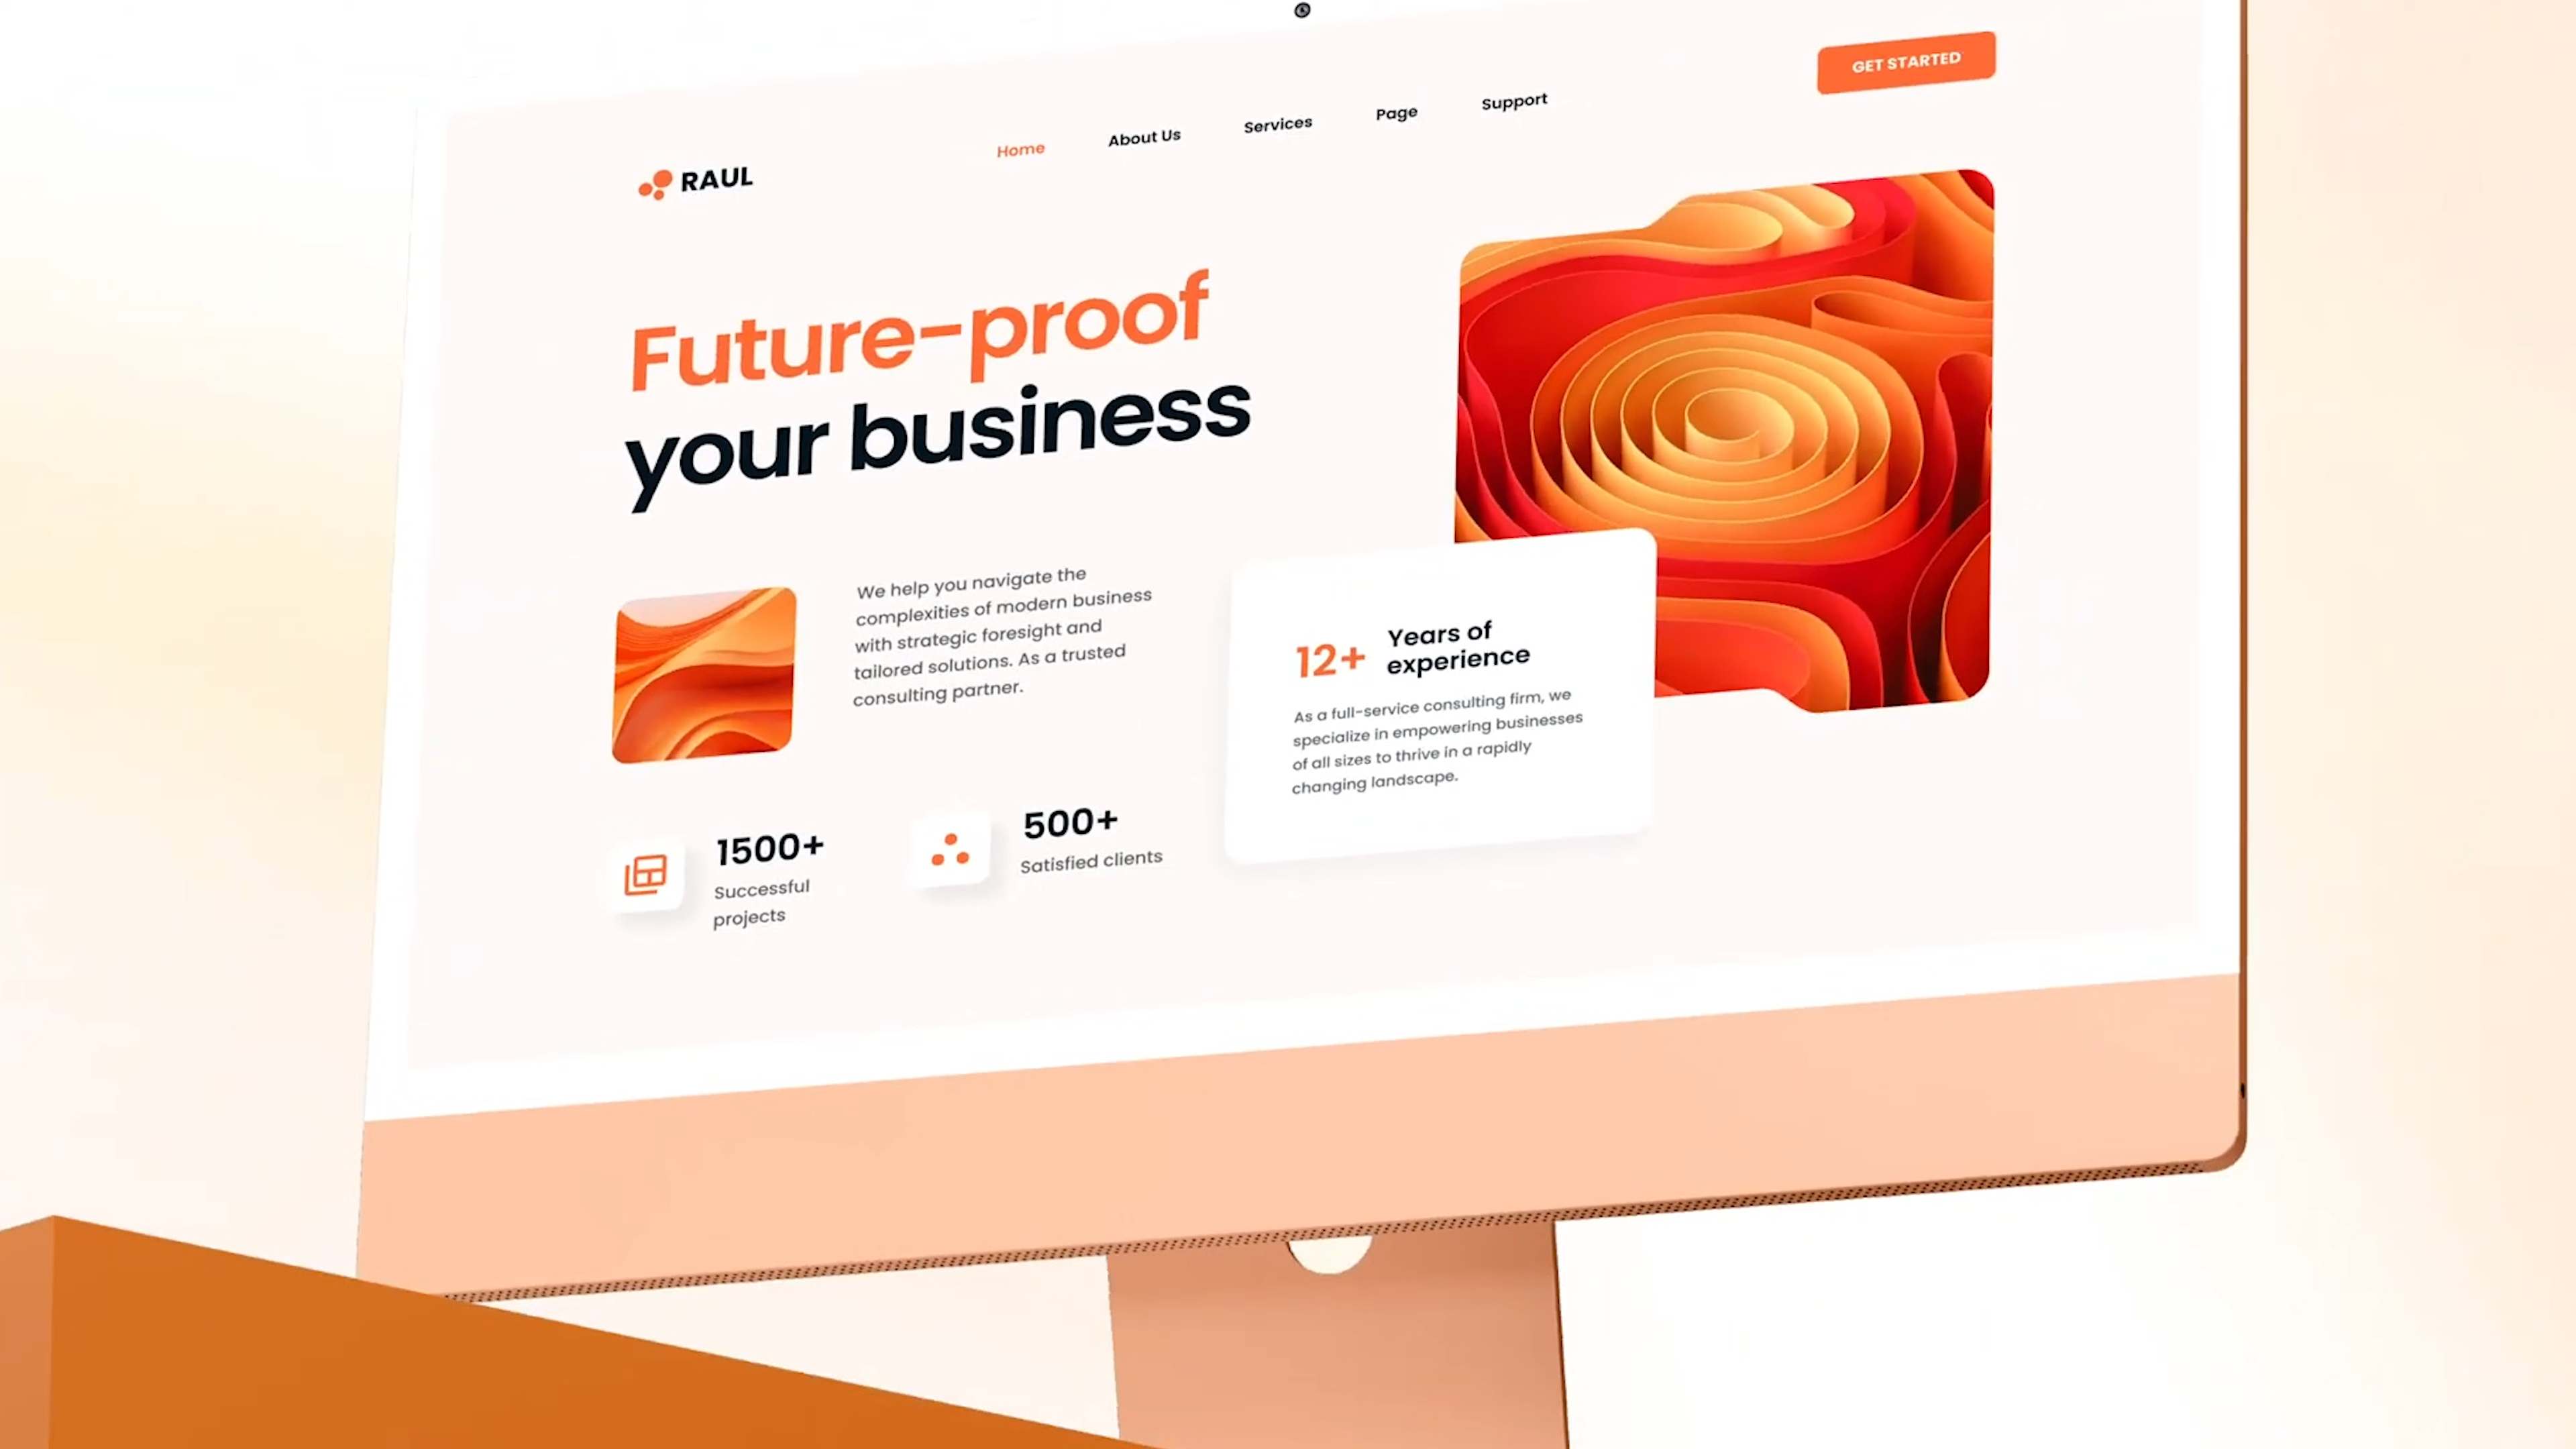 RAUL
Home
About Us
Services
Page
Support
GET STARTED
Future-proof
your business
We help you navigate the
complexities of modern business
with strategic foresight and
tailored solutions. As a trusted
consulting partner.
12+
Years of
experience
As a full-service consulting firm, we
specialize in empowering businesses
of all sizes to thrive in a rapidly
changing landscape.
1500+
Successful
projects
500+
Satisfied clients